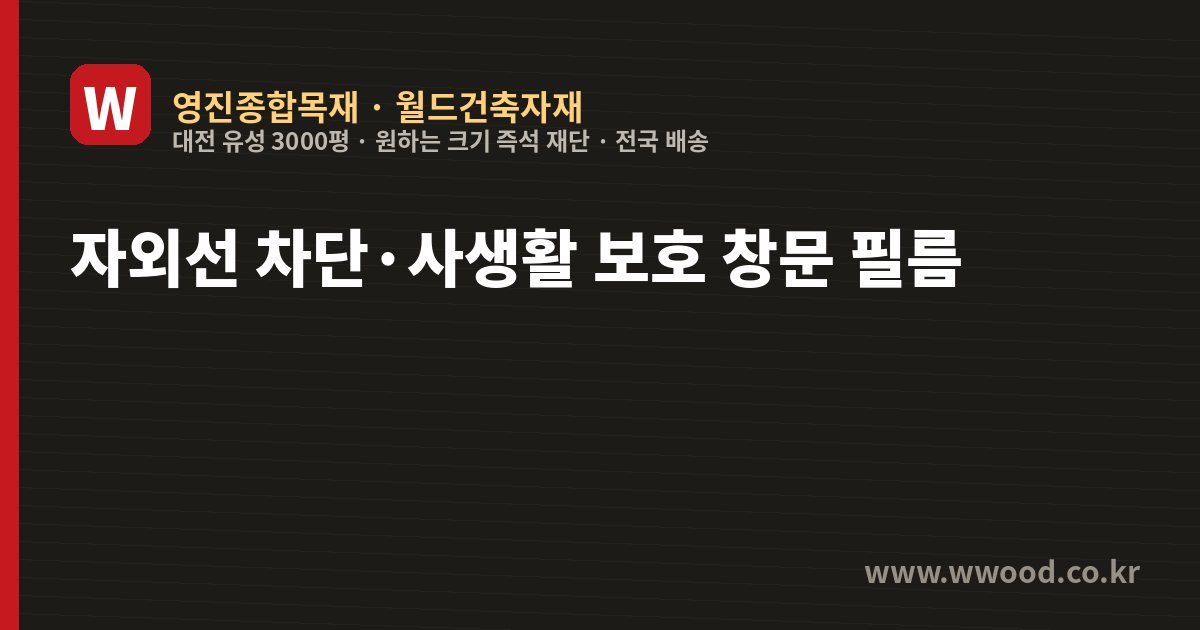 W
영진종합목재 · 월드건축자재
대전 유성 3000평 · 원하는 크기 즉석 재단 · 전국 배송
자외선 차단·사생활 보호 창문 필름
www.wwood.co.kr